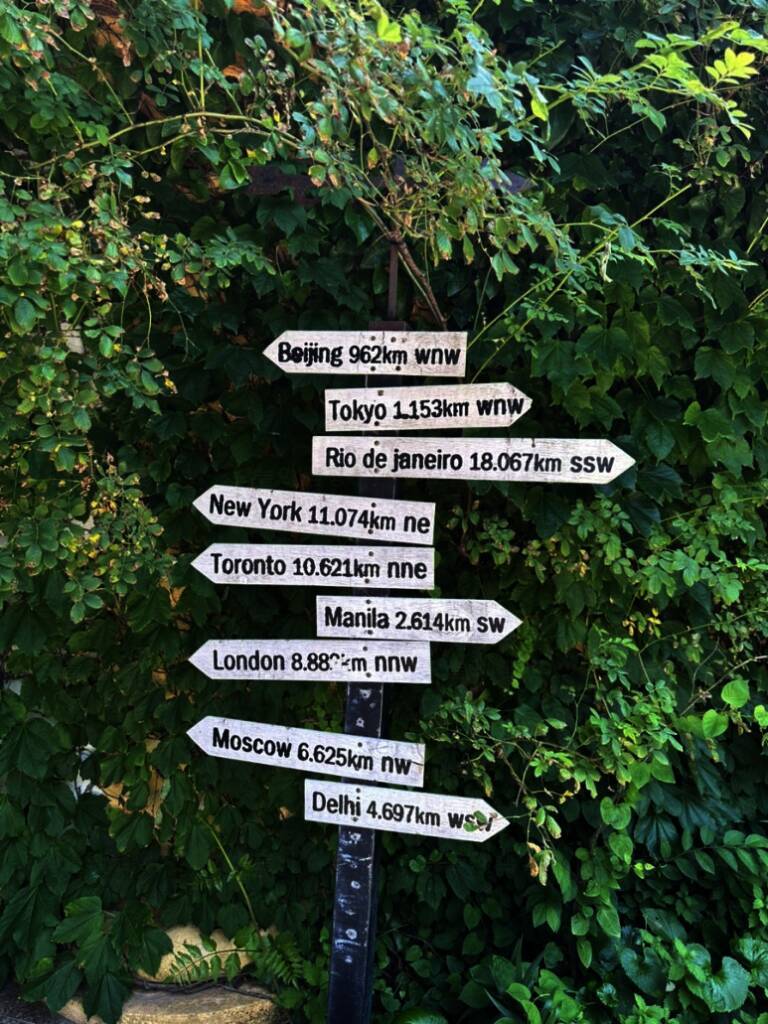 Beijing 962km wnw
Tokyo 1.153km wnw
Rio de janeiro 18.067km ssw
New York 11.074km ne
Toronto 10.621km nne
Manila 2.614km sw
London nnw
Moscow 6.625km nw
Delhi 4.697km